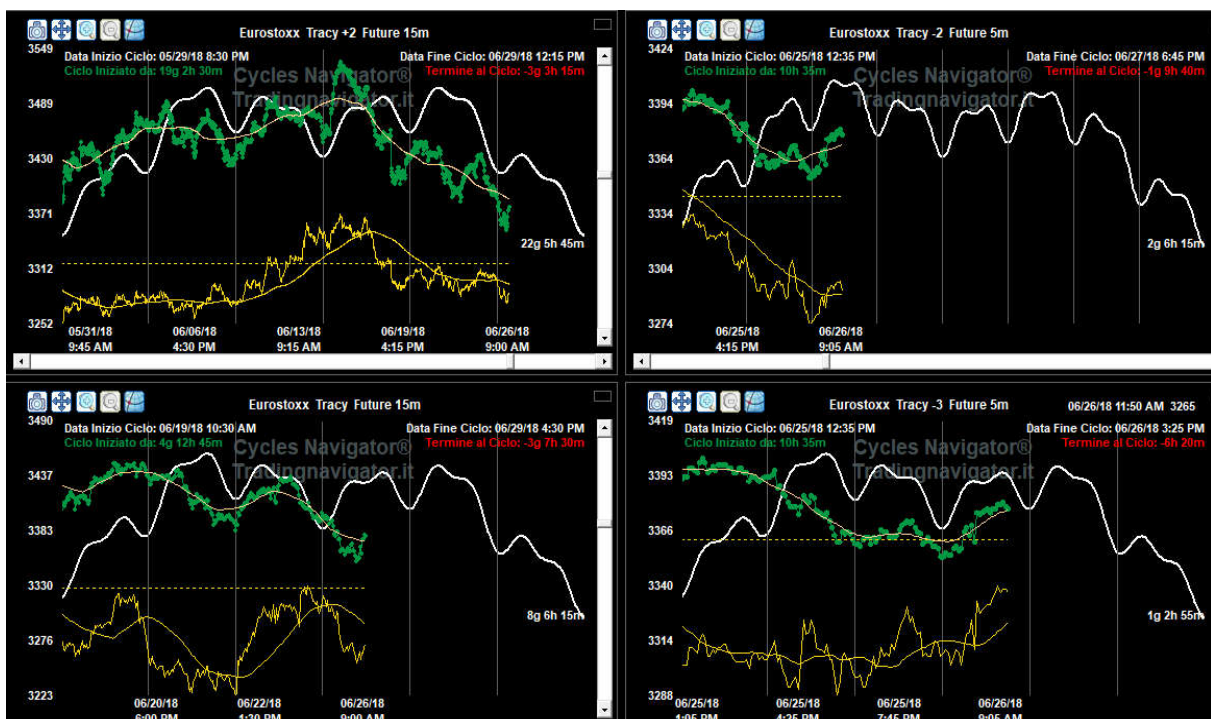 Eurostoxx Tracy +2 Future 15m
3549
Data Inizio Ciclo: 05/29/18 8:30 PM
Data Fine Ciclo: 06/29/18 12:15 PM
Ciclo Iniziato da: 19g 2h 30m
Termine al Ciclo: -3g 3h 15m
Cycles Navigator®
Tradingnavigator.it
3489
3430
3371
22g 5h 45m
3312
3252
05/31/18 06/06/18 06/13/18 06/19/18 06/26/18
9:45 AM 4:30 PM 9:15 AM 4:15 PM 9:00 AM
Eurostoxx Tracy -2 Future 5m
3424
Data Inizio Ciclo: 06/25/18 12:35 PM
Data Fine Ciclo: 06/27/18 6:45 PM
Ciclo Iniziato da: 10h 35m
Termine al Ciclo: -1g 9h 40m
Cycles Navigator®
Tradingnavigator.it
3394
3364
3334
2g 6h 15m
3304
3274
06/25/18 06/26/18
4:15 PM 9:05 AM
Eurostoxx Tracy Future 15m
3490
Data Inizio Ciclo: 06/19/18 10:30 AM
Data Fine Ciclo: 06/29/18 4:30 PM
Ciclo Iniziato da: 4g 12h 45m
Termine al Ciclo: -3g 7h 30m
Cycles Navigator®
Tradingnavigator.it
3437
3383
3330
8g 6h 15m
3276
3223
06/20/18 06/22/18 06/26/18
6:00 PM 1:30 PM 9:00 AM
Eurostoxx Tracy -3 Future 5m
06/26/18 11:50 AM 3265
3419
Data Inizio Ciclo: 06/25/18 12:35 PM
Data Fine Ciclo: 06/26/18 3:25 PM
Ciclo Iniziato da: 10h 35m
Termine al Ciclo: -6h 20m
Cycles Navigator®
Tradingnavigator.it
3393
3366
3340
1g 2h 55m
3314
3288
06/25/18 06/25/18 06/25/18 06/26/18
1:05 PM 4:25 PM 7:45 PM 9:05 AM